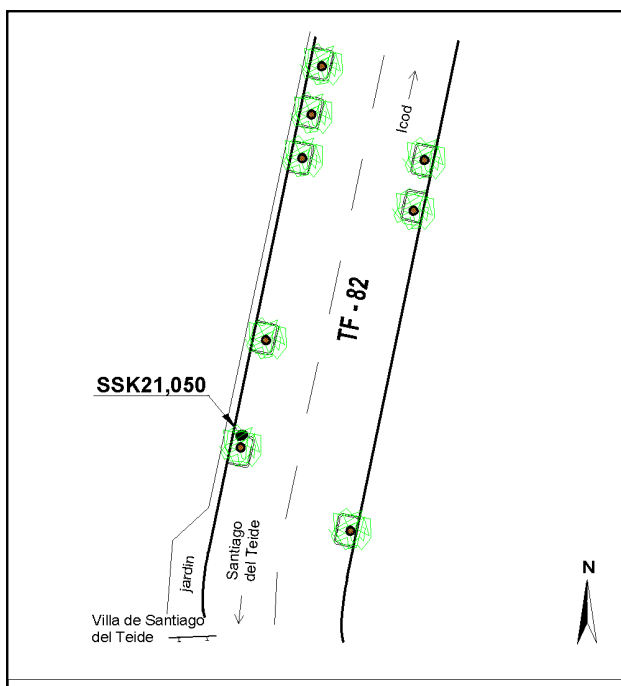 Icod
TF - 82
SSK21,050
Santiago
del Teide
jardin
Villa de Santiago
del Teide
N